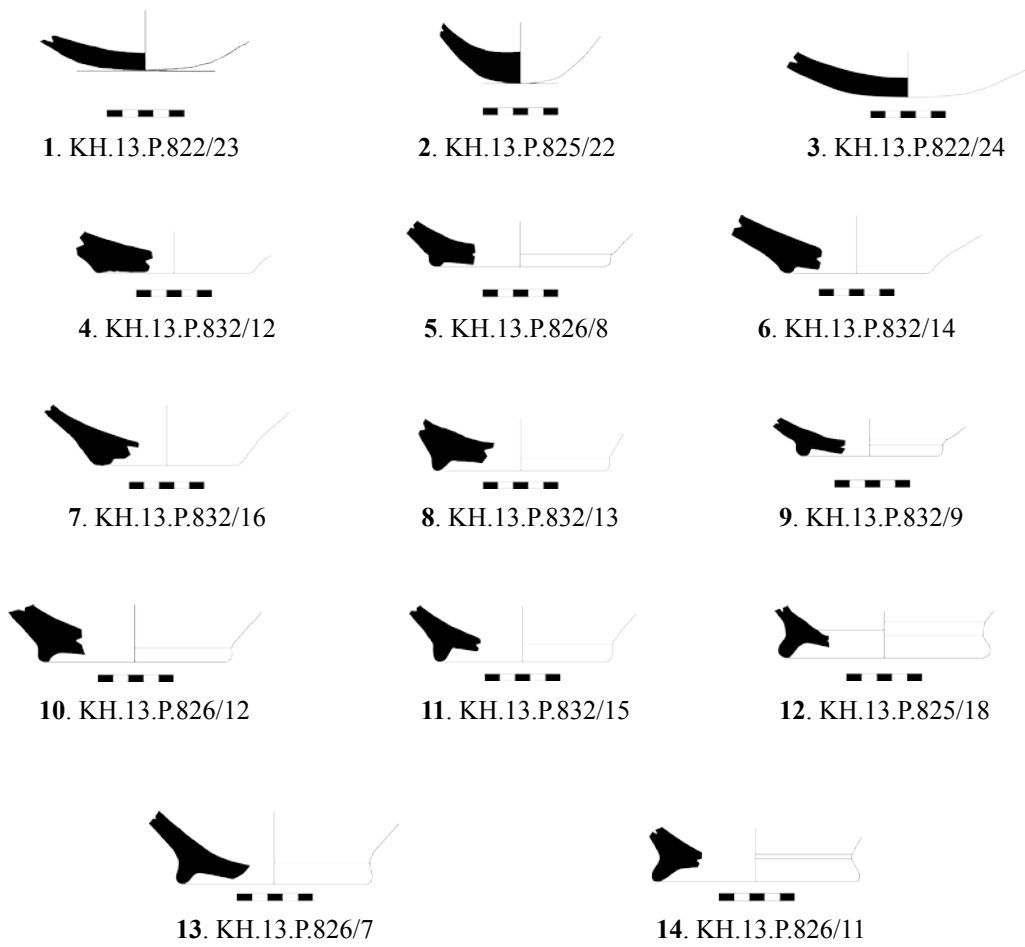 1. KH.13.P.822/23
2. KH.13.P.825/22
3. KH.13.P.822/24
4. KH.13.P.832/12
5. KH.13.P.826/8
6. KH.13.P.832/14
7. KH.13.P.832/16
8. KH.13.P.832/13
9. KH.13.P.832/9
10. KH.13.P.826/12
11. KH.13.P.832/15
12. KH.13.P.825/18
13. KH.13.P.826/7
14. KH.13.P.826/11